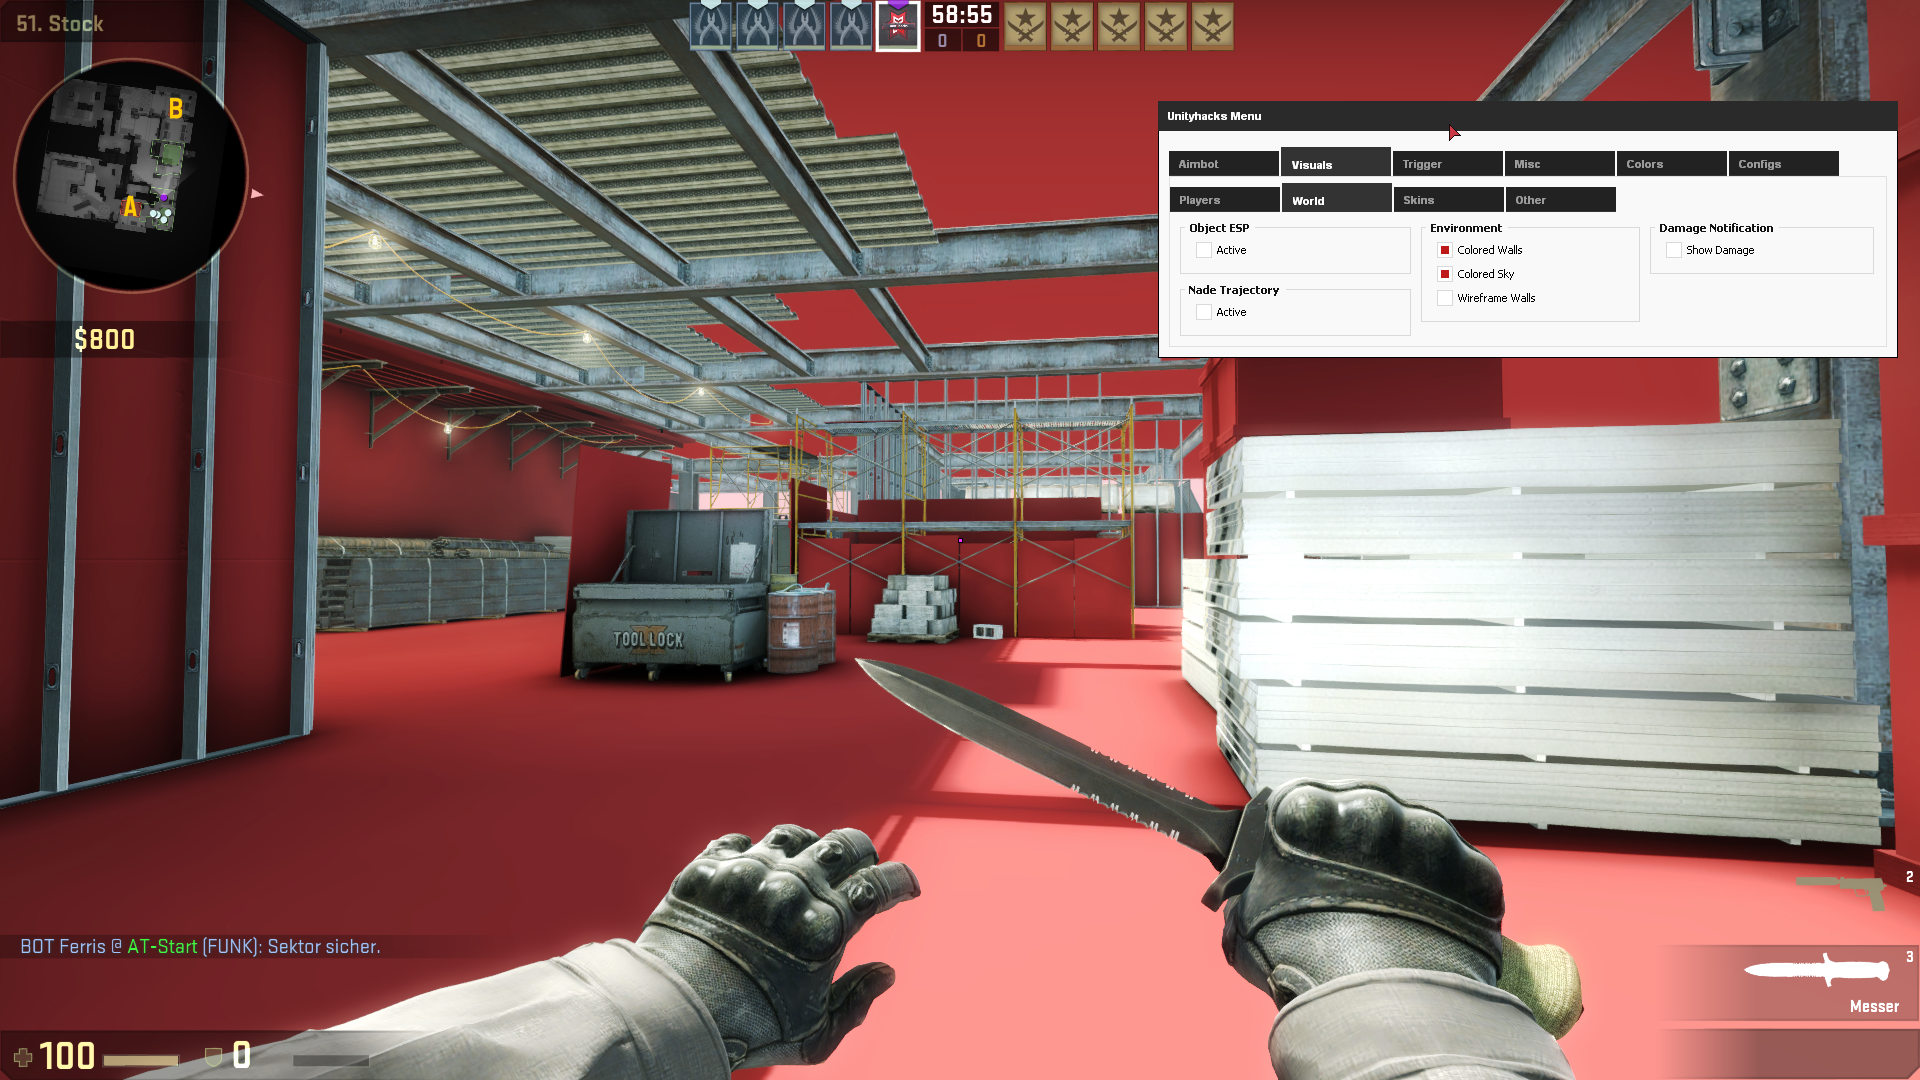 51. Stock
58:55
0 0
B
A
$800
Unityhacks Menu
Aimbot Visuals Trigger Misc Colors Configs
Players World Skins Other
Object ESP Environment Damage Notification
Active Colored Walls Show Damage
Colored Sky
Nade Trajectory Wireframe Walls
Active
TOOL LOCK
2
BOT Ferris @ AT-Start (FUNK): Sektor sicher.
3
Messer
100 0